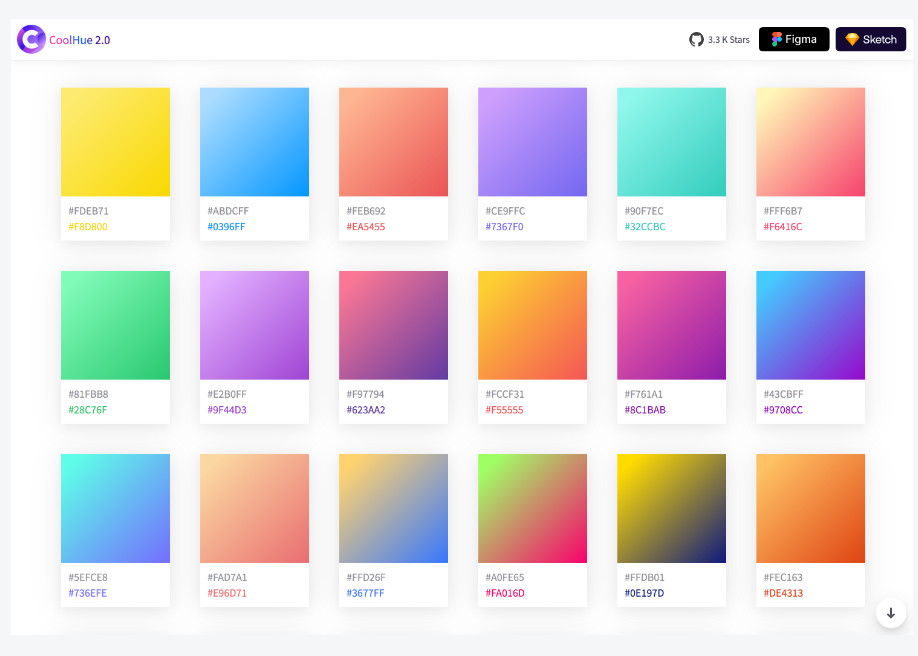 CoolHue 2.0
3.3 K Stars
Figma
Sketch
#FDEB71
#F8D800
#ABDCFF
#0396FF
#FEB692
#EA5455
#CE9FFC
#7367F0
#90F7EC
#32CCBC
#FFF6B7
#F6416C
#81FBB8
#28C76F
#E2B0FF
#9F44D3
#F97794
#623AA2
#FCCF31
#F55555
#F761A1
#8C1BAB
#43CBFF
#9708CC
#5EFCE8
#736EFE
#FAD7A1
#E96D71
#FFD26F
#3677FF
#A0FE65
#FA016D
#FFDB01
#0E197D
#FEC163
#DE4313